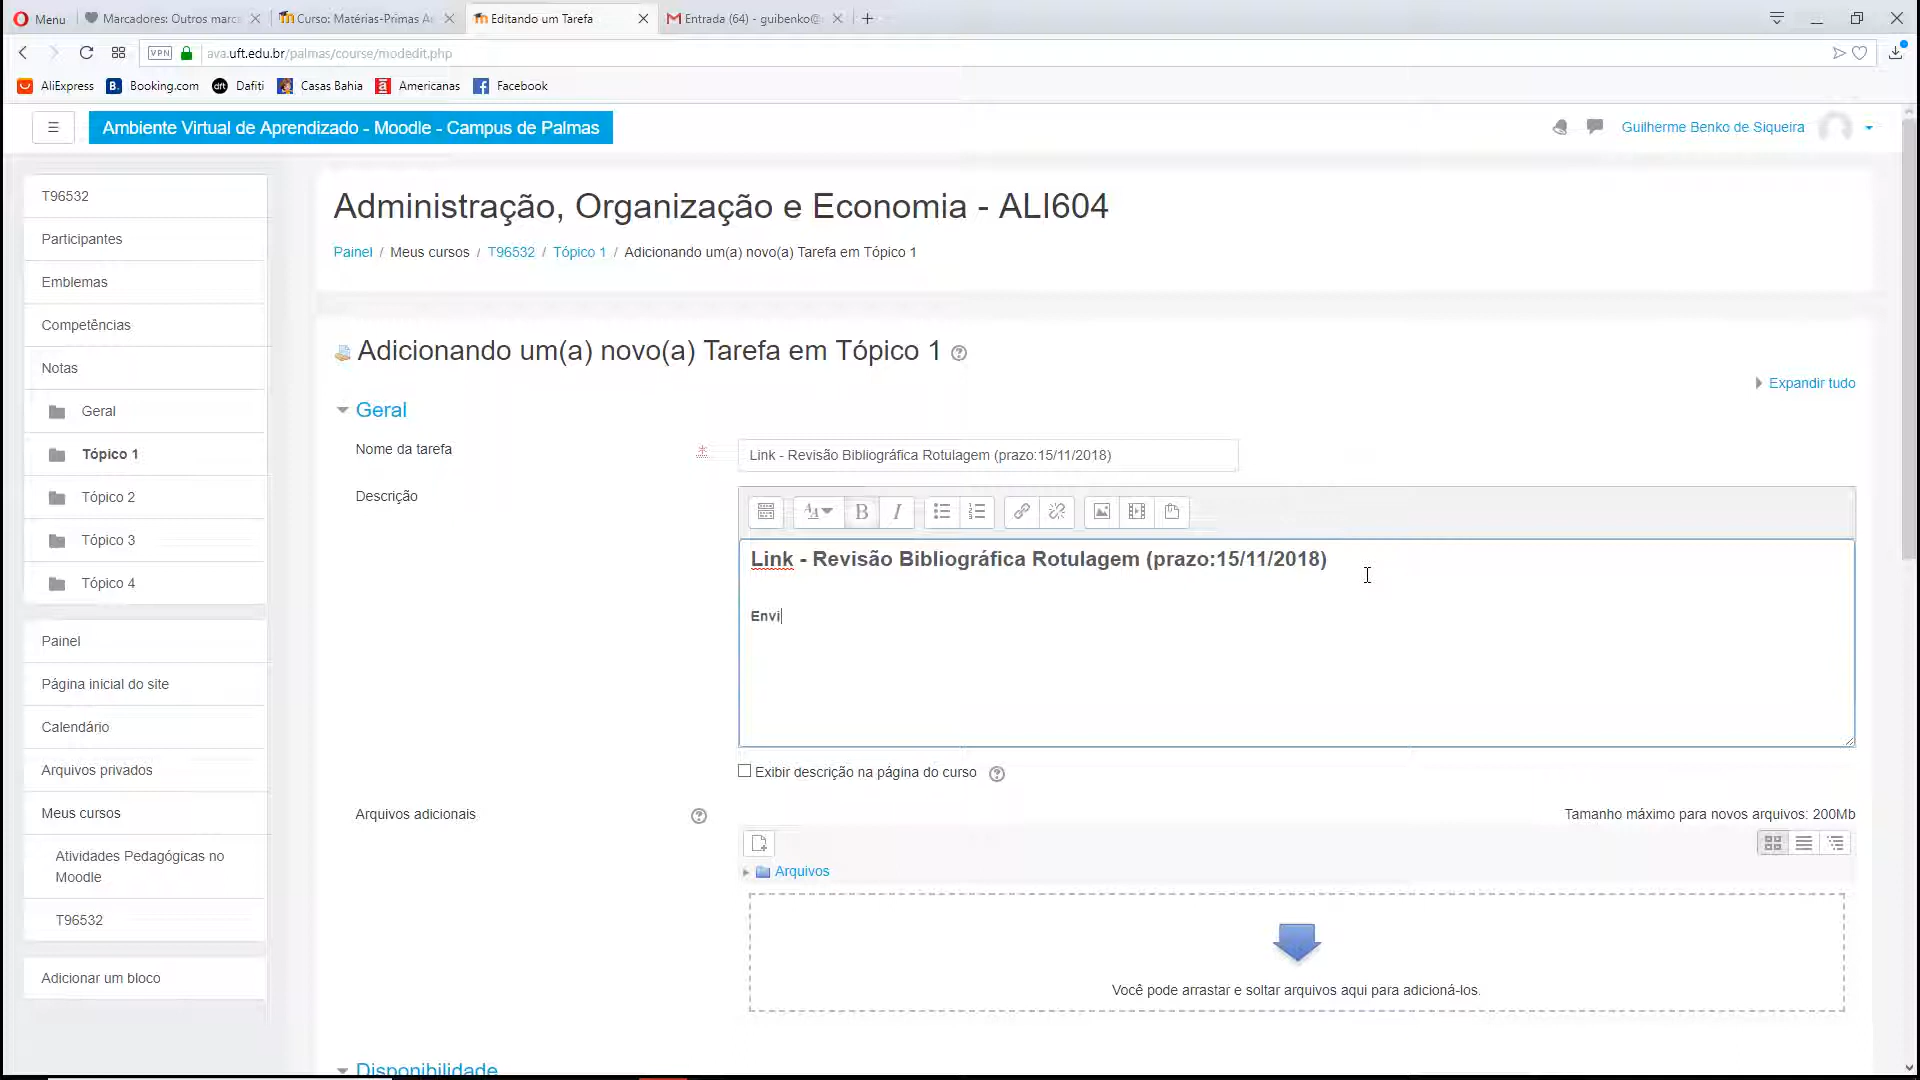 Menu
Marcadores: Outros marc
Curso: Matérias-Primas A
Editando um Tarefa
Entrada (64) - guibenko@
VPN
ava.uft.edu.br/palmas/course/modedit.php
AliExpress
B. Booking.com
dft Dafiti
Casas Bahia
a Americanas
Facebook
Ambiente Virtual de Aprendizado - Moodle - Campus de Palmas
Guilherme Benko de Siqueira
T96532
Participantes
Emblemas
Competências
Notas
Geral
Tópico 1
Tópico 2
Tópico 3
Tópico 4
Painel
Página inicial do site
Calendário
Arquivos privados
Meus cursos
Atividades Pedagógicas no
Moodle
T96532
Adicionar um bloco
Administração, Organização e Economia - ALI604
Painel / Meus cursos / T96532 / Tópico 1 / Adicionando um(a) novo(a) Tarefa em Tópico 1
Adicionando um(a) novo(a) Tarefa em Tópico 1
Expandir tudo
Geral
Nome da tarefa
Link - Revisão Bibliográfica Rotulagem (prazo:15/11/2018)
Descrição
B I
Link - Revisão Bibliográfica Rotulagem (prazo:15/11/2018)
Envi
Exibir descrição na página do curso
Arquivos adicionais
Tamanho máximo para novos arquivos: 200Mb
Arquivos
Você pode arrastar e soltar arquivos aqui para adicioná-los.
Disponibilidade